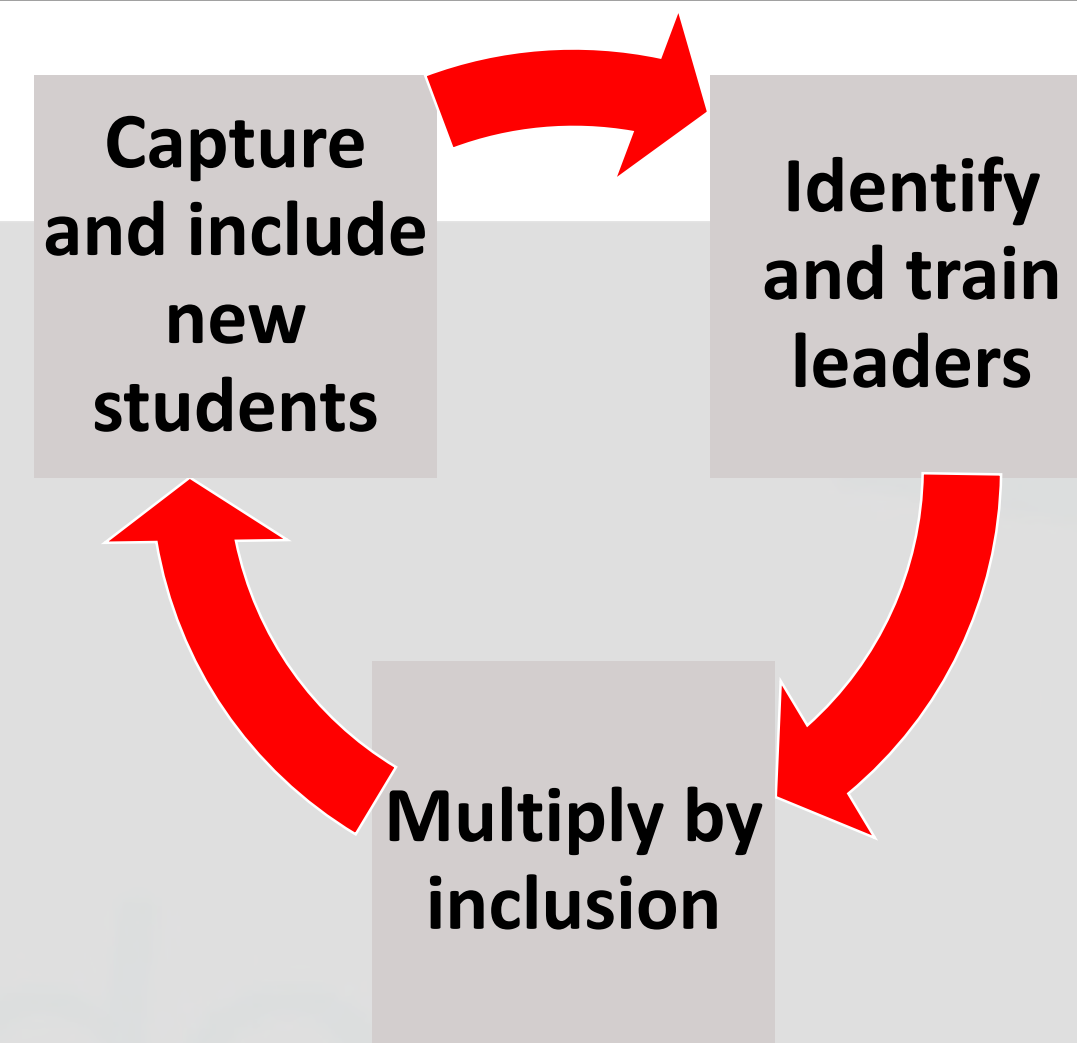 Capture
and include
new
students
Identify
and train
leaders
Multiply by
inclusion